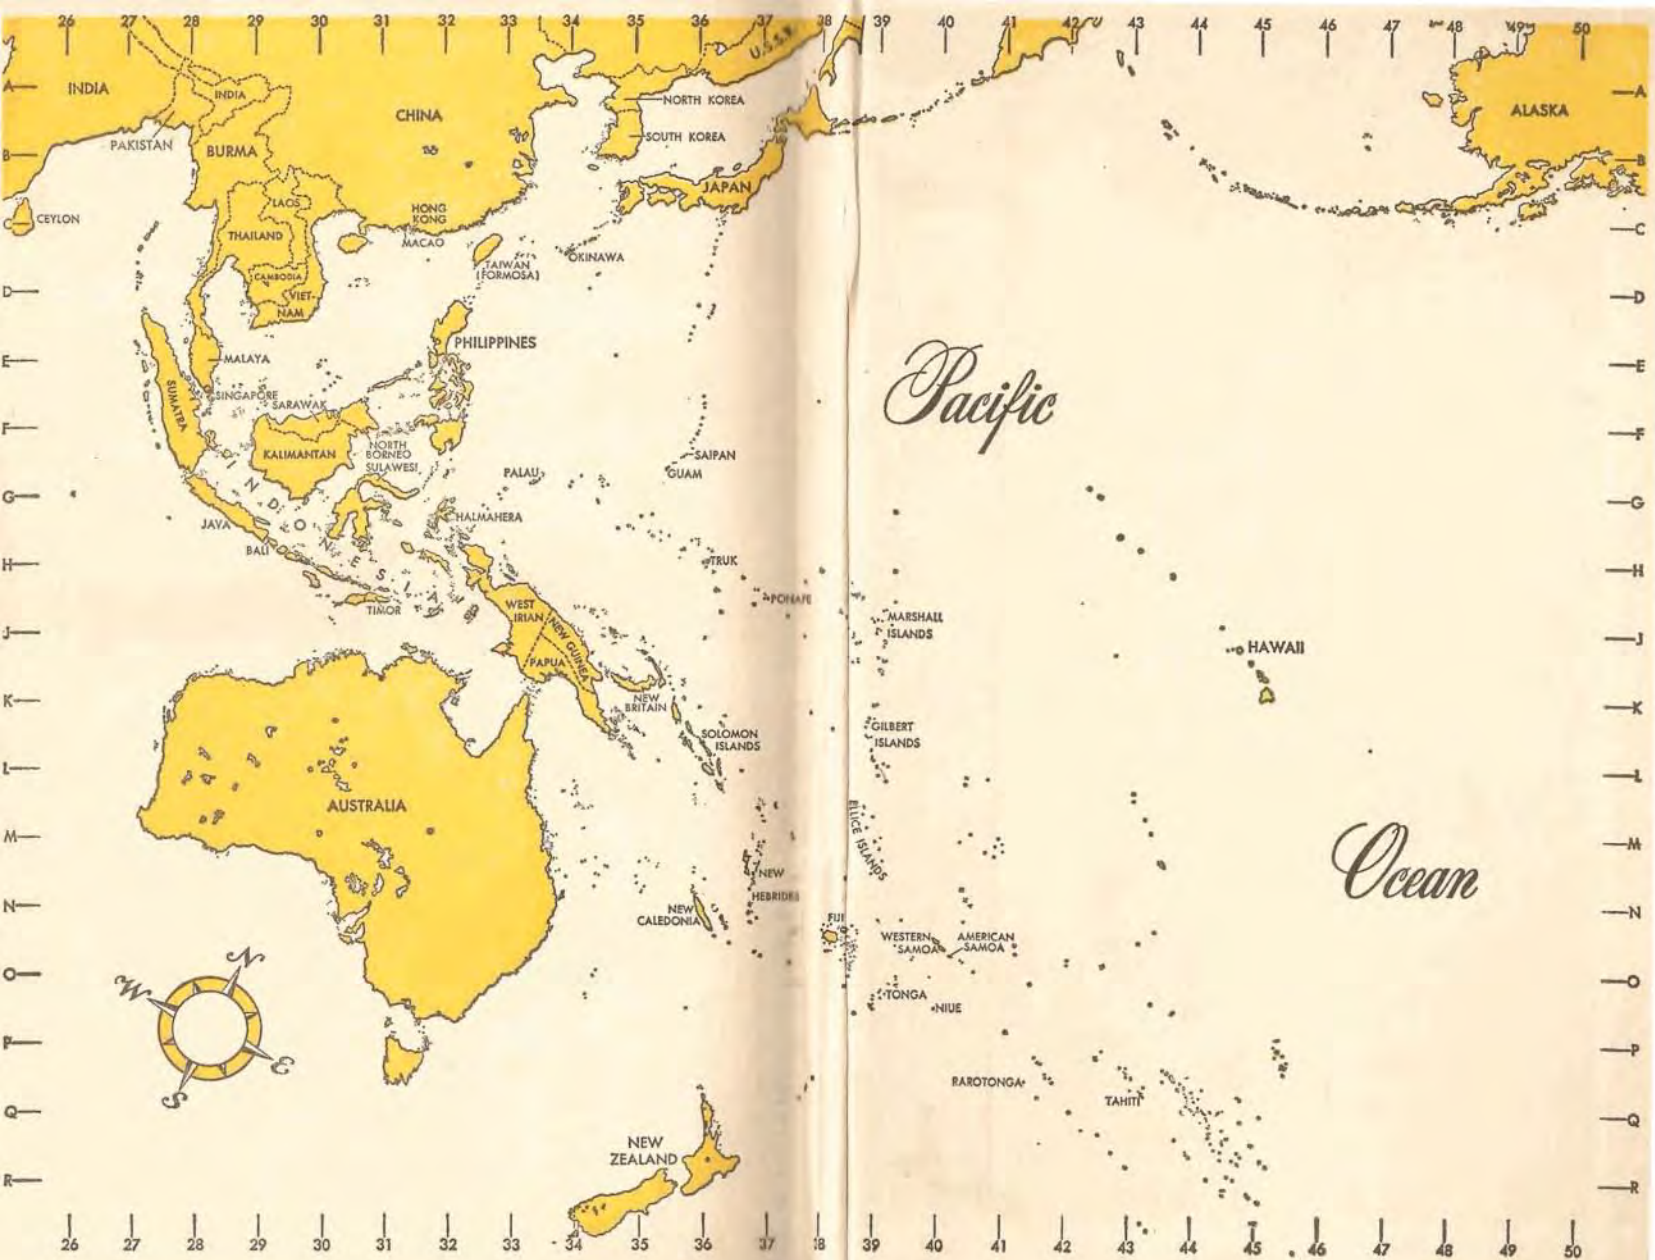 26 27 28 29 30 31 32 33 34 35 36 37 38 39 40 41 42 43 44 45 46 47 48 49 50
U.S.S.R.
A
INDIA
INDIA
CHINA
NORTH KOREA
ALASKA
A
PAKISTAN
BURMA
SOUTH KOREA
B
B
JAPAN
CEYLON
LAOS
HONG
KONG
MACAO
C
C
THAILAND
TAIWAN
(FORMOSA)
OKINAWA
CAMBODIA
VIET-
NAM
D
D
PHILIPPINES
Pacific
E
MALAYA
E
SUMATRA
SINGAPORE
SARAWAK
F
KALIMANTAN
NORTH
BORNEO
SULAWESI
F
SAIPAN
GUAM
PALAU
G
INDONESIA
G
JAVA
HALMAHERA
BALI
H
TRUK
H
TIMOR
WEST
IRIAN
NEW GUINEA
PONAPE
MARSHALL
ISLANDS
J
PAPUA
HAWAII
J
K
NEW
BRITAIN
K
SOLOMON
ISLANDS
GILBERT
ISLANDS
L
L
AUSTRALIA
ELLICE ISLANDS
M
Ocean
M
NEW
HEBRIDES
N
NEW
CALEDONIA
FIJI
N
WESTERN
SAMOA
AMERICAN
SAMOA
O
TONGA
NIUE
O
N
W
E
S
P
P
RAROTONGA
TAHITI
Q
Q
NEW
ZEALAND
R
R
26 27 28 29 30 31 32 33 34 35 36 37 38 39 40 41 42 43 44 45 46 47 48 49 50